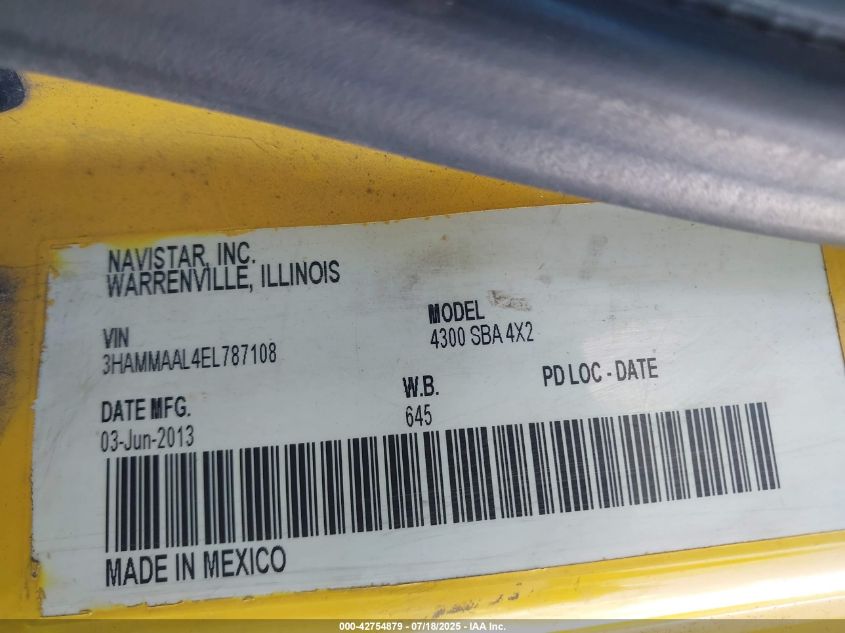 NAVISTAR, INC.
WARRENVILLE, ILLINOIS
VIN
3HAMMAAL4EL787108
MODEL
4300 SBA 4X2
DATE MFG.
03-Jun-2013
W.B.
645
PD LOC - DATE
MADE IN MEXICO
000-42754879 - 07/18/2025 - IAA Inc.